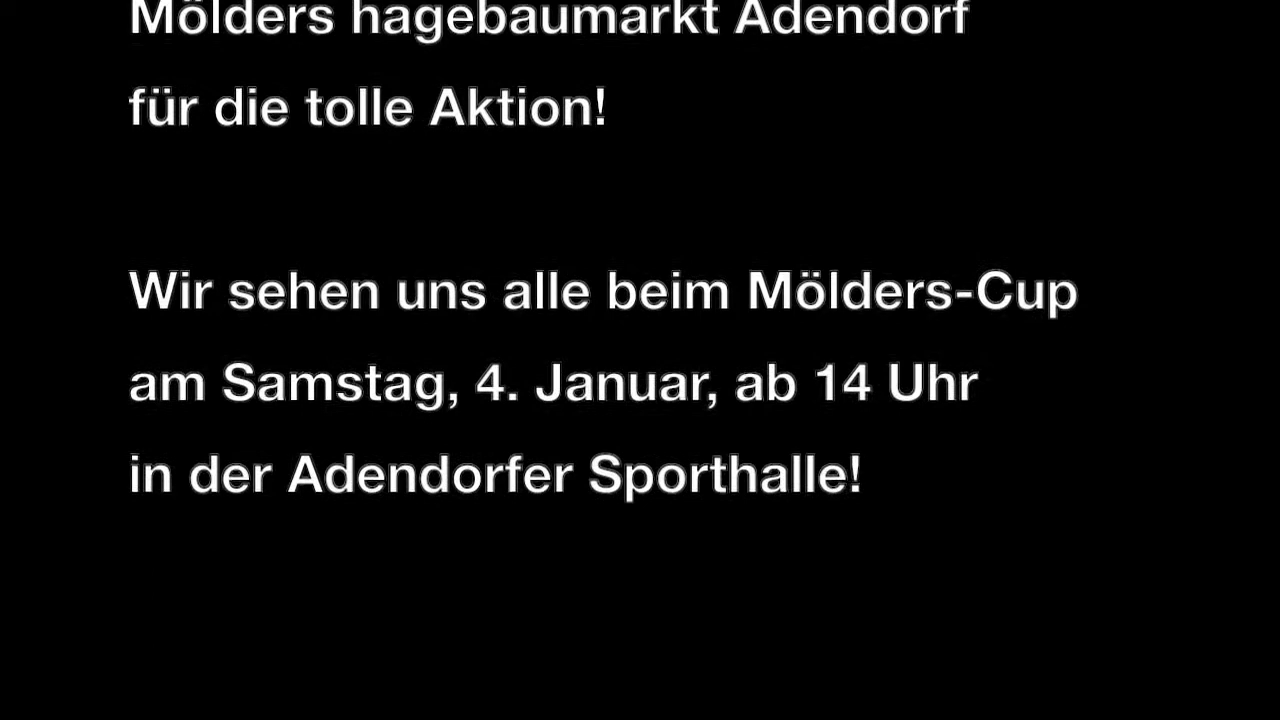 Mölders hagebaumarkt Adendorf
für die tolle Aktion!
Wir sehen uns alle beim Mölders-Cup
am Samstag, 4. Januar, ab 14 Uhr
in der Adendorfer Sporthalle!